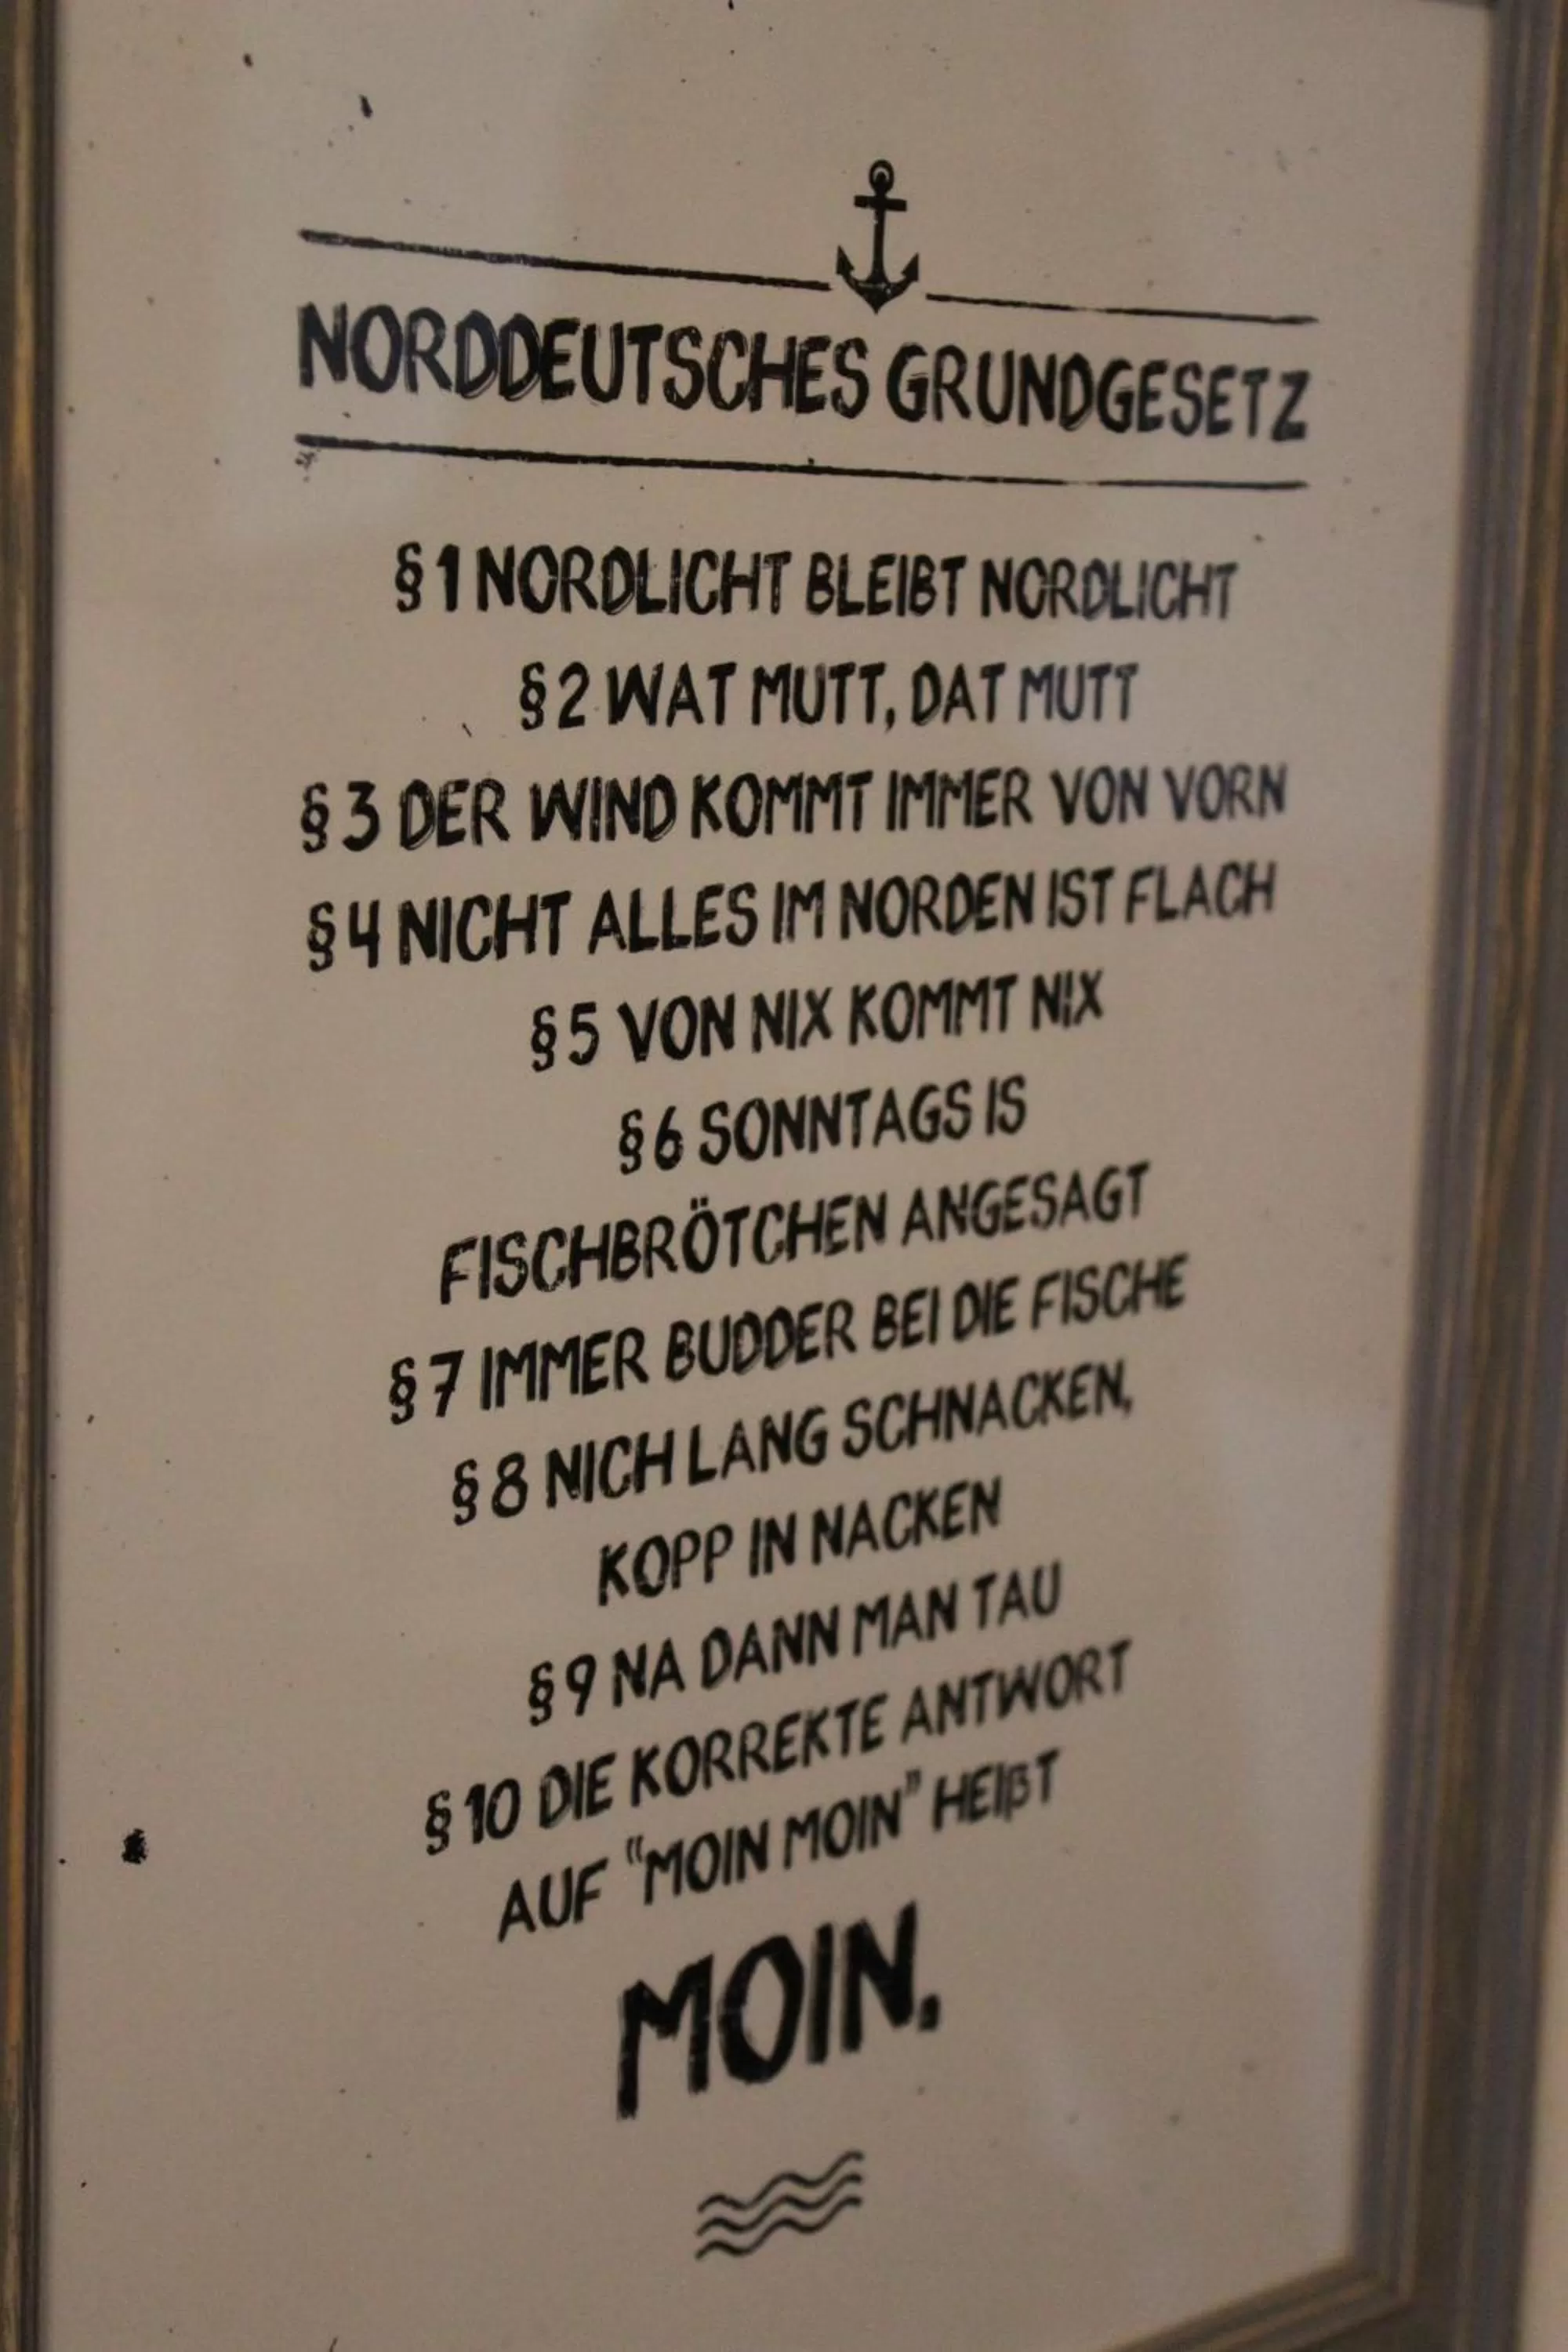 NORDDEUTSCHES GRUNDGESETZ
§1 NORDLICHT BLEIBT NORDLICHT
§2 WAT MUTT, DAT MUTT
§3 DER WIND KOMMT IMMER VON VORN
§4 NICHT ALLES IM NORDEN IST FLACH
§5 VON NIX KOMMT NIX
§6 SONNTAGS IS
FISCHBRÖTCHEN ANGESAGT
§7 IMMER BUDDER BEI DIE FISCHE
§8 NICH LANG SCHNACKEN,
KOPP IN NACKEN
§9 NA DANN MAN TAU
§10 DIE KORREKTE ANTWORT
AUF "MOIN MOIN" HEIßT
MOIN.